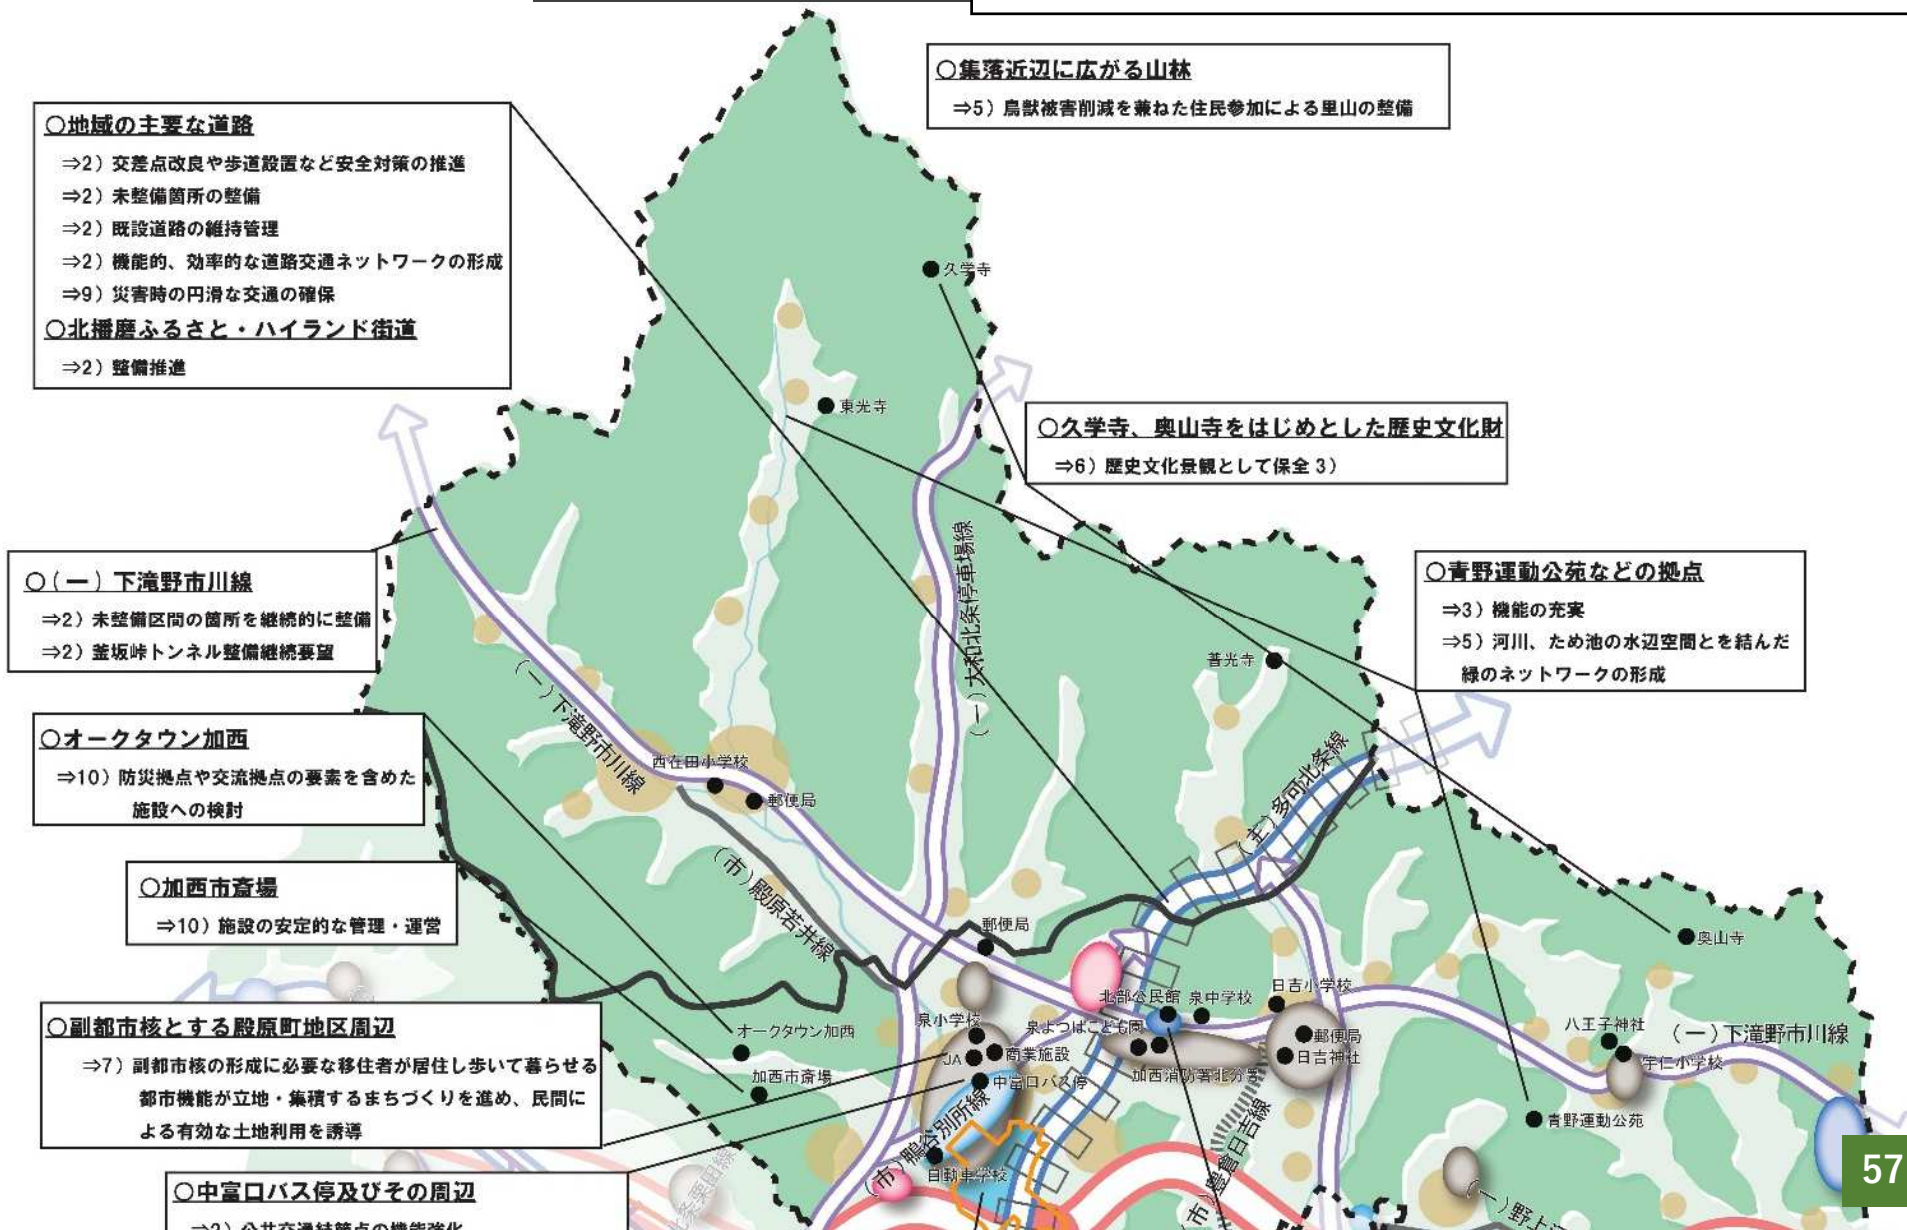 ○集落近辺に広がる山林
⇒5）鳥獣被害削減を兼ねた住民参加による里山の整備
○地域の主要な道路
⇒2）交差点改良や歩道設置など安全対策の推進
⇒2）未整備箇所の整備
⇒2）既設道路の維持管理
⇒2）機能的、効率的な道路交通ネットワークの形成
⇒9）災害時の円滑な交通の確保
○北播磨ふるさと・ハイランド街道
⇒2）整備推進
久学寺
東光寺
○久学寺、奥山寺をはじめとした歴史文化財
⇒6）歴史文化景観として保全 3）
○（一）下滝野市川線
⇒2）未整備区間の箇所を継続的に整備
⇒2）釜坂峠トンネル整備継続要望
○青野運動公苑などの拠点
⇒3）機能の充実
⇒5）河川、ため池の水辺空間とを結んだ
緑のネットワークの形成
（一）大和北条停車場線
善光寺
（一）下滝野市川線
○オークタウン加西
⇒10）防災拠点や交流拠点の要素を含めた
施設への検討
西在田小学校
郵便局
（主）多可北条線
（市）殿原若井線
○加西市斎場
⇒10）施設の安定的な管理・運営
郵便局
奥山寺
北部公民館
泉中学校
日吉小学校
○副都市核とする殿原町地区周辺
⇒7）副都市核の形成に必要な移住者が居住し歩いて暮らせる
都市機能が立地・集積するまちづくりを進め、民間に
よる有効な土地利用を誘導
オークタウン加西
泉小学校
泉よつばこども園
八王子神社
（一）下滝野市川線
郵便局
JA
商業施設
日吉神社
宇仁小学校
加西市斎場
中富口バス停
加西消防署北分署
青野運動公苑
（市）鴨谷別所線
（市）畳倉日吉線
自動車学校
57
○中富口バス停及びその周辺
⇒2）公共交通結節点の機能強化